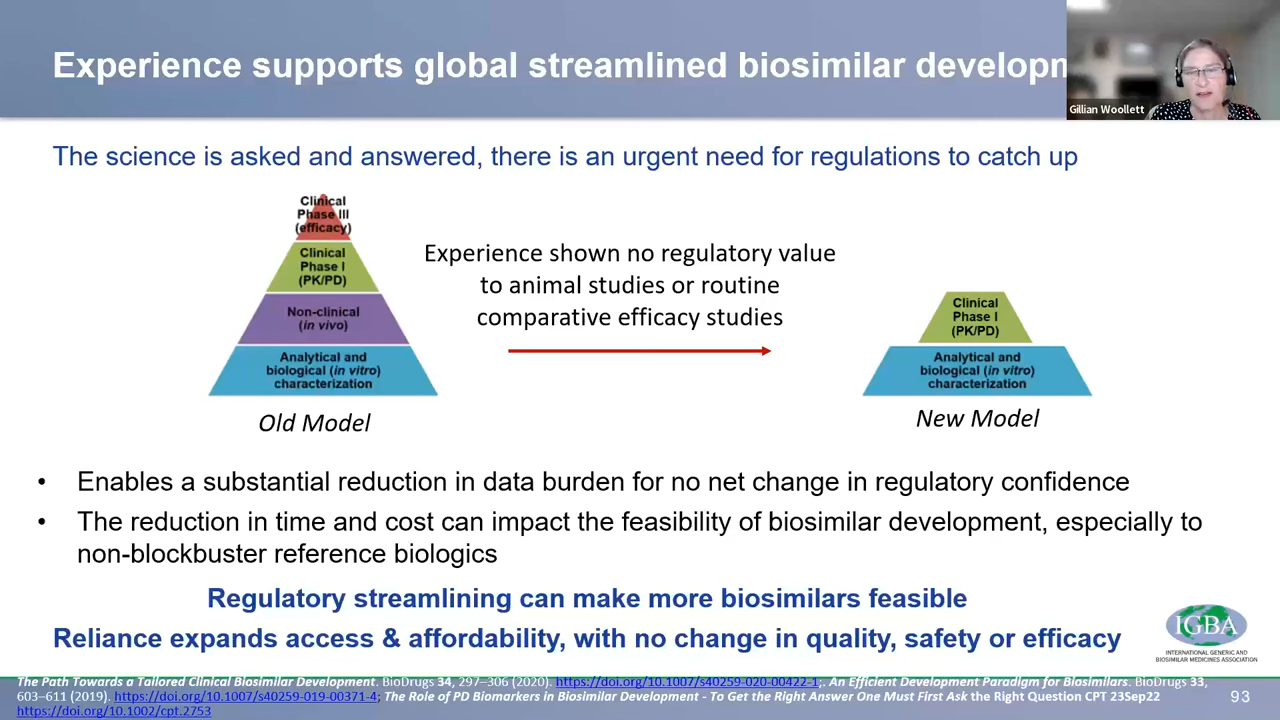 Experience supports global streamlined biosimilar developm
Gillian Woollett
The science is asked and answered, there is an urgent need for regulations to catch up
Clinical
Phase III
(efficacy)
Clinical
Phase I
(PK/PD)
Non-clinical
(in vivo)
Analytical and
biological (in vitro)
characterization
Old Model
Experience shown no regulatory value
to animal studies or routine
comparative efficacy studies
Clinical
Phase I
(PK/PD)
Analytical and
biological (in vitro)
characterization
New Model
• Enables a substantial reduction in data burden for no net change in regulatory confidence
• The reduction in time and cost can impact the feasibility of biosimilar development, especially to
non-blockbuster reference biologics
Regulatory streamlining can make more biosimilars feasible
Reliance expands access & affordability, with no change in quality, safety or efficacy
IGBA
INTERNATIONAL GENERIC AND
BIOSIMILAR MEDICINES ASSOCIATION
The Path Towards a Tailored Clinical Biosimilar Development. BioDrugs 34, 297–306 (2020). https://doi.org/10.1007/s40259-020-00422-1;. An Efficient Development Paradigm for Biosimilars. BioDrugs 33,
603–611 (2019). https://doi.org/10.1007/s40259-019-00371-4; The Role of PD Biomarkers in Biosimilar Development - To Get the Right Answer One Must First Ask the Right Question CPT 23Sep22
https://doi.org/10.1002/cpt.2753
93